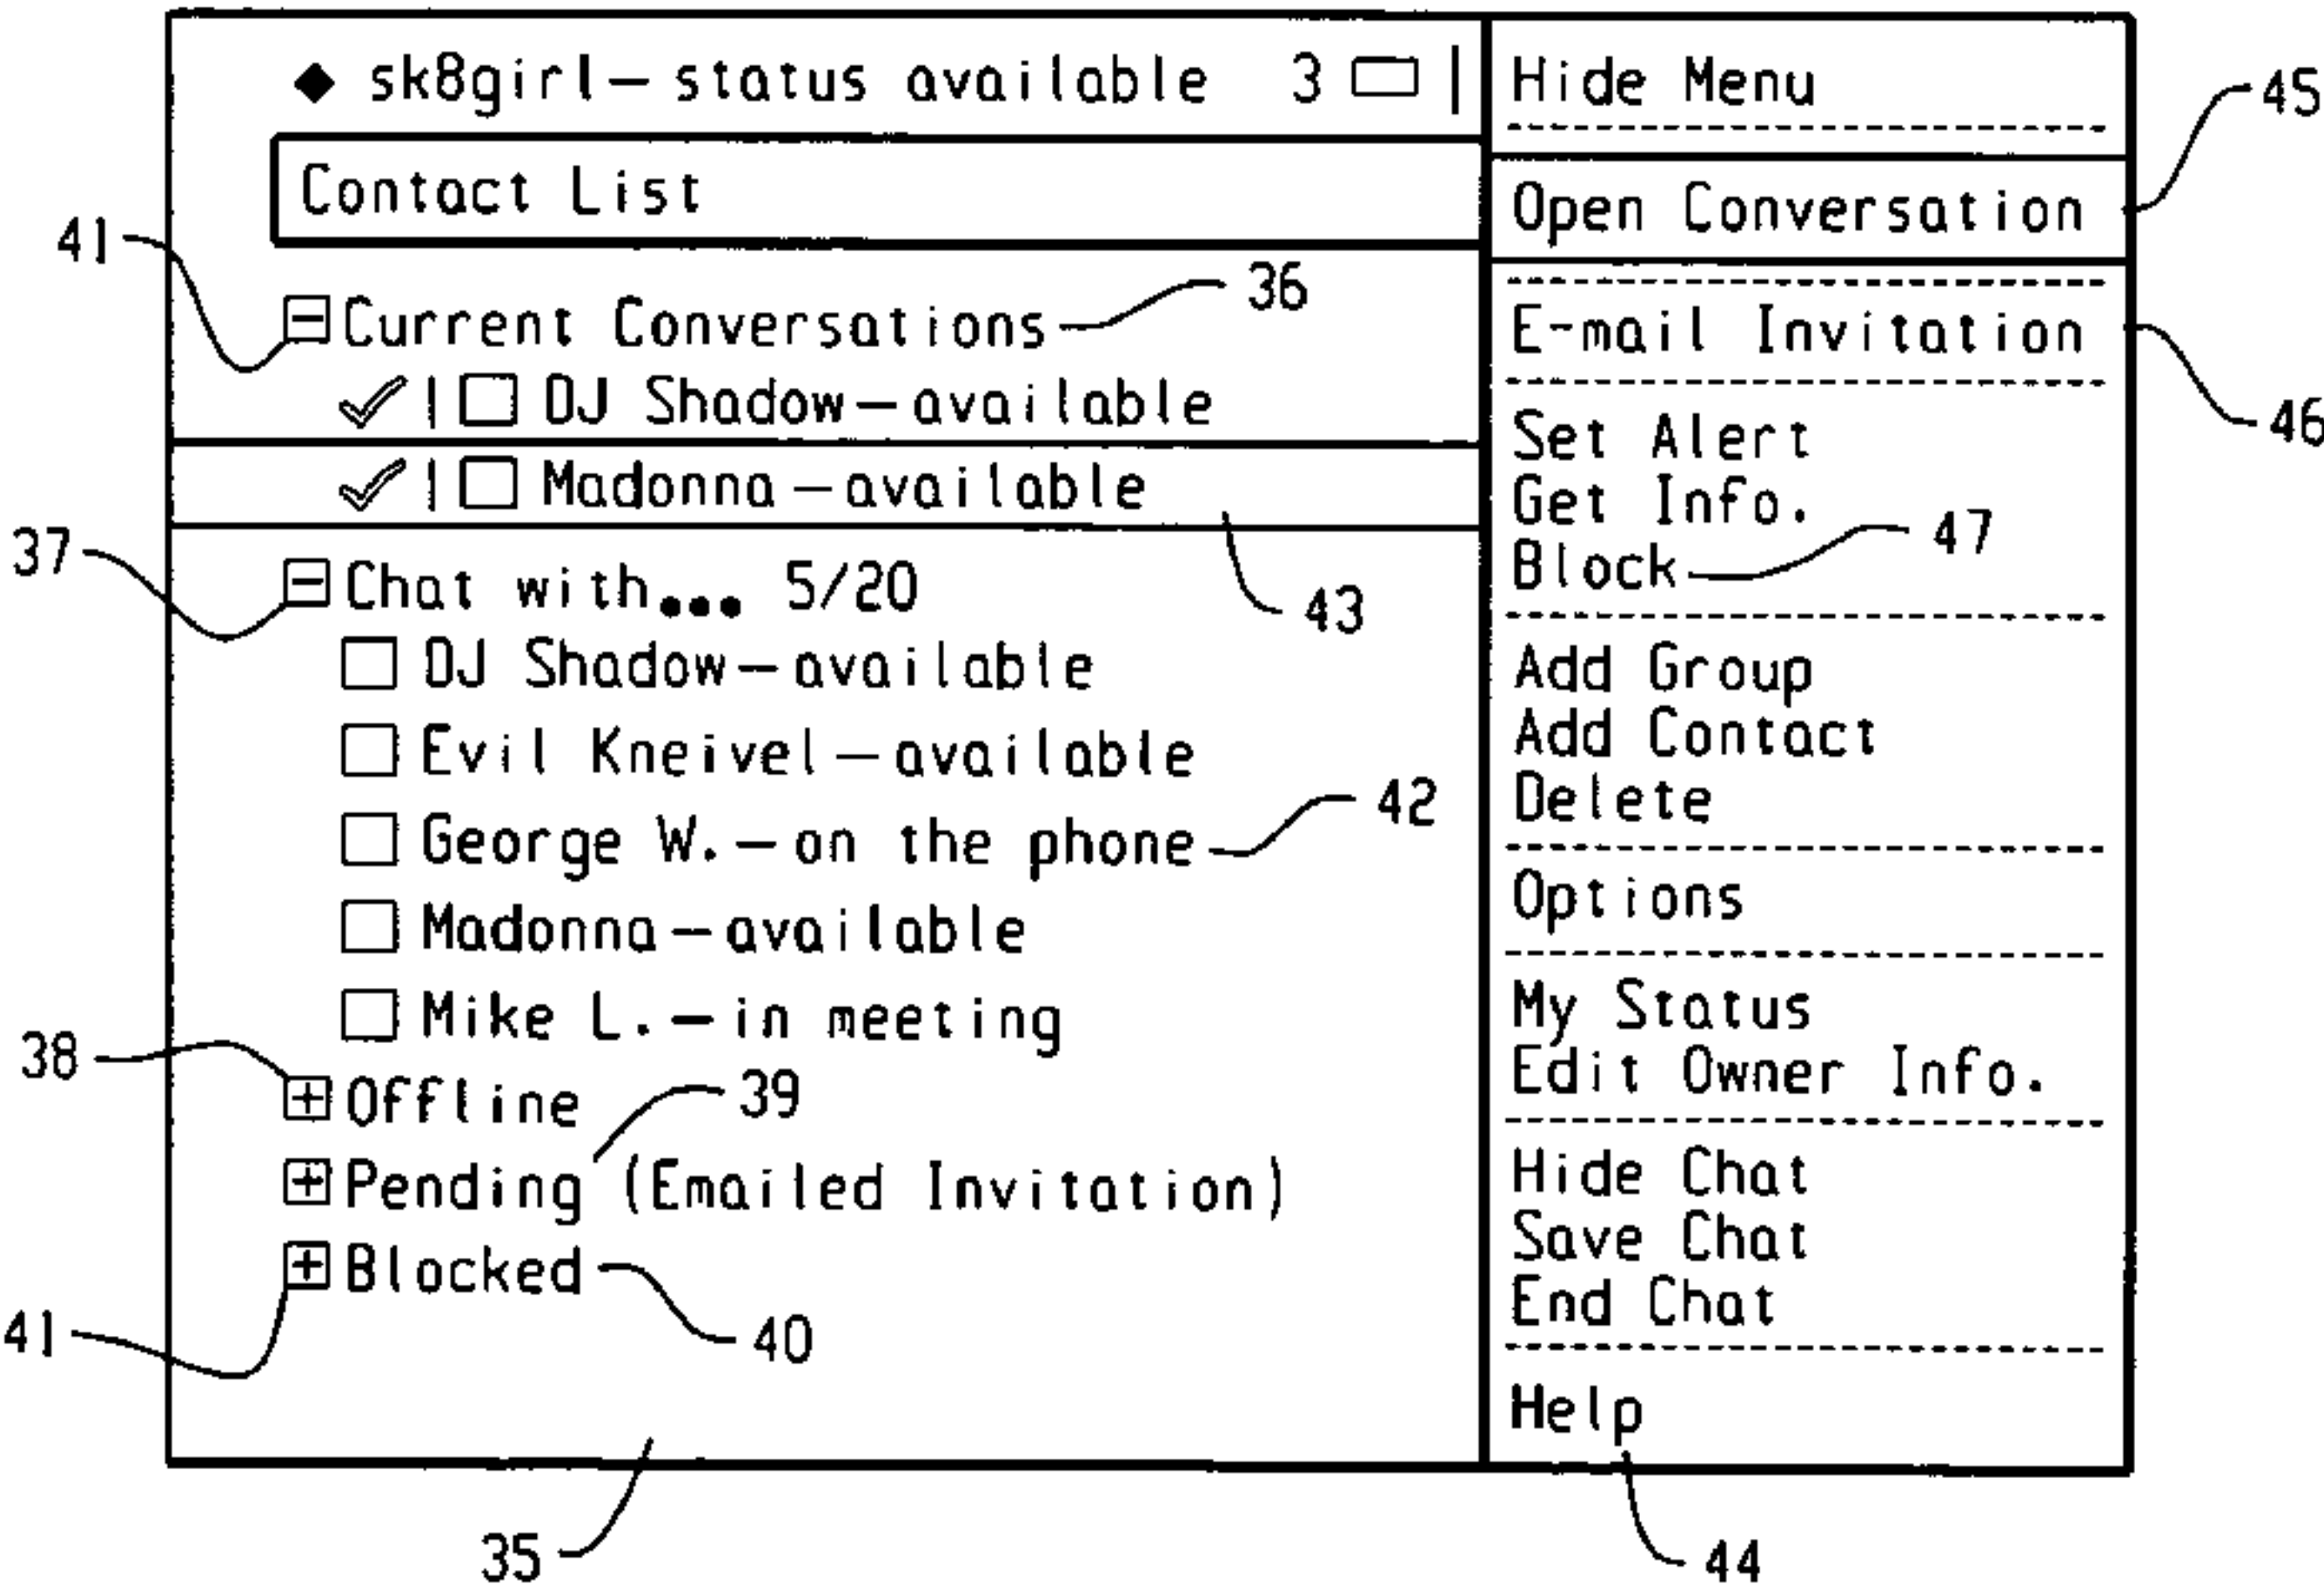 ◆ sk8girl—status available 3
Contact List
Current Conversations
DJ Shadow—available
Madonna—available
Chat with... 5/20
DJ Shadow—available
Evil Kneivel—available
George W.—on the phone
Madonna—available
Mike L.—in meeting
Offline
Pending (Emailed Invitation)
Blocked
Hide Menu
Open Conversation
E-mail Invitation
Set Alert
Get Info.
Block
Add Group
Add Contact
Delete
Options
My Status
Edit Owner Info.
Hide Chat
Save Chat
End Chat
Help
41
36
37
43
42
38
39
41
40
35
45
46
47
44